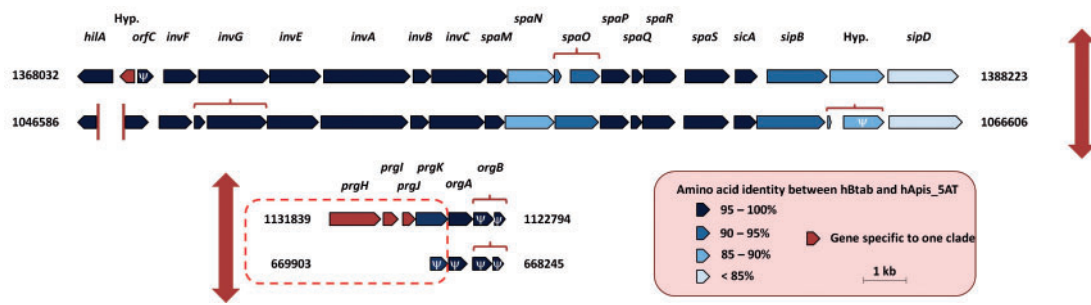 Hyp. spaN spaP spaR
hilA orfC invF invG invE invA invB invC spaM spaO spaQ spaS sicA sipB Hyp. sipD
1368032 Ψ 1388223
1046586 Ψ 1066606
prgI prgK orgB
prgH prgJ orgA
1131839 Ψ Ψ 1122794
669903 Ψ Ψ Ψ Ψ 668245
Amino acid identity between hBtab and hApis_5AT
95 – 100%
90 – 95%
85 – 90%
< 85%
Gene specific to one clade
1 kb